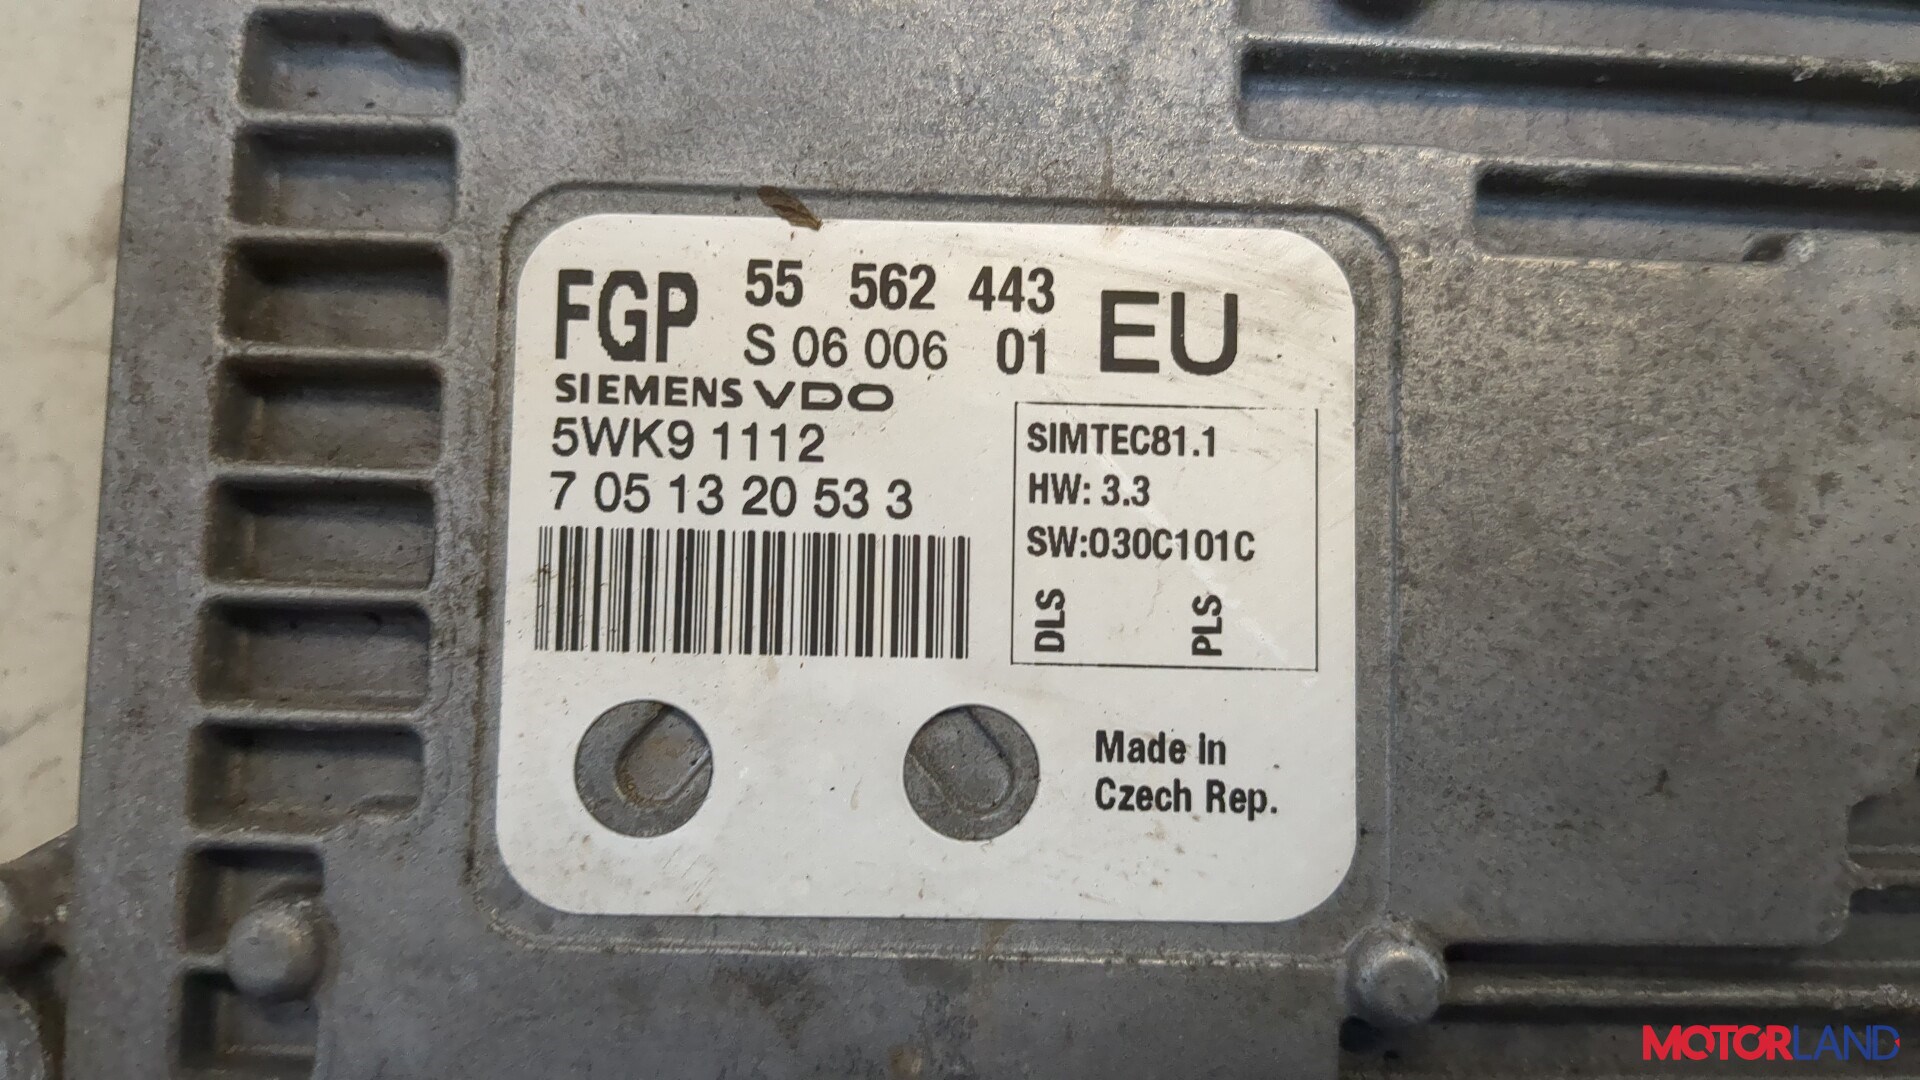 FGP 55 562 443 EU
S 06 006 01
SIEMENS VDO
5WK9 1112
7 05 13 20 53 3
SIMTEC81.1
HW: 3.3
SW:030C101C
DLS PLS
Made in
Czech Rep.
MOTORLAND